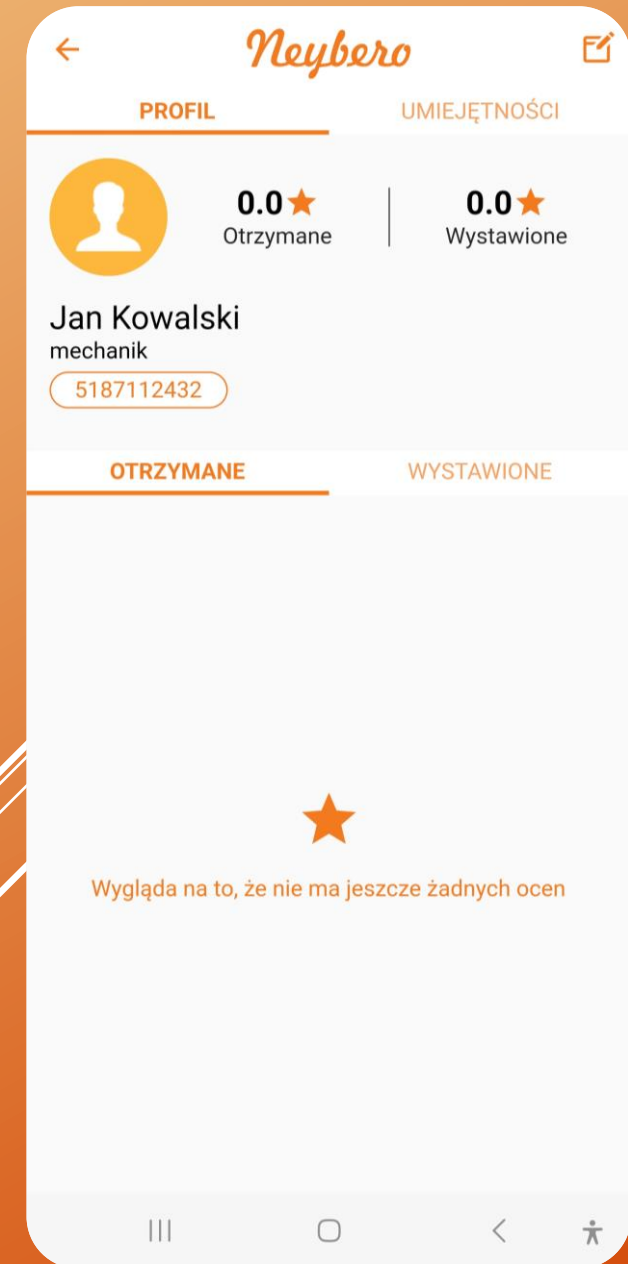 Neybero
PROFIL UMIEJĘTNOŚCI
0.0 0.0
Otrzymane Wystawione
Jan Kowalski
mechanik
5187112432
OTRZYMANE WYSTAWIONE
Wygląda na to, że nie ma jeszcze żadnych ocen